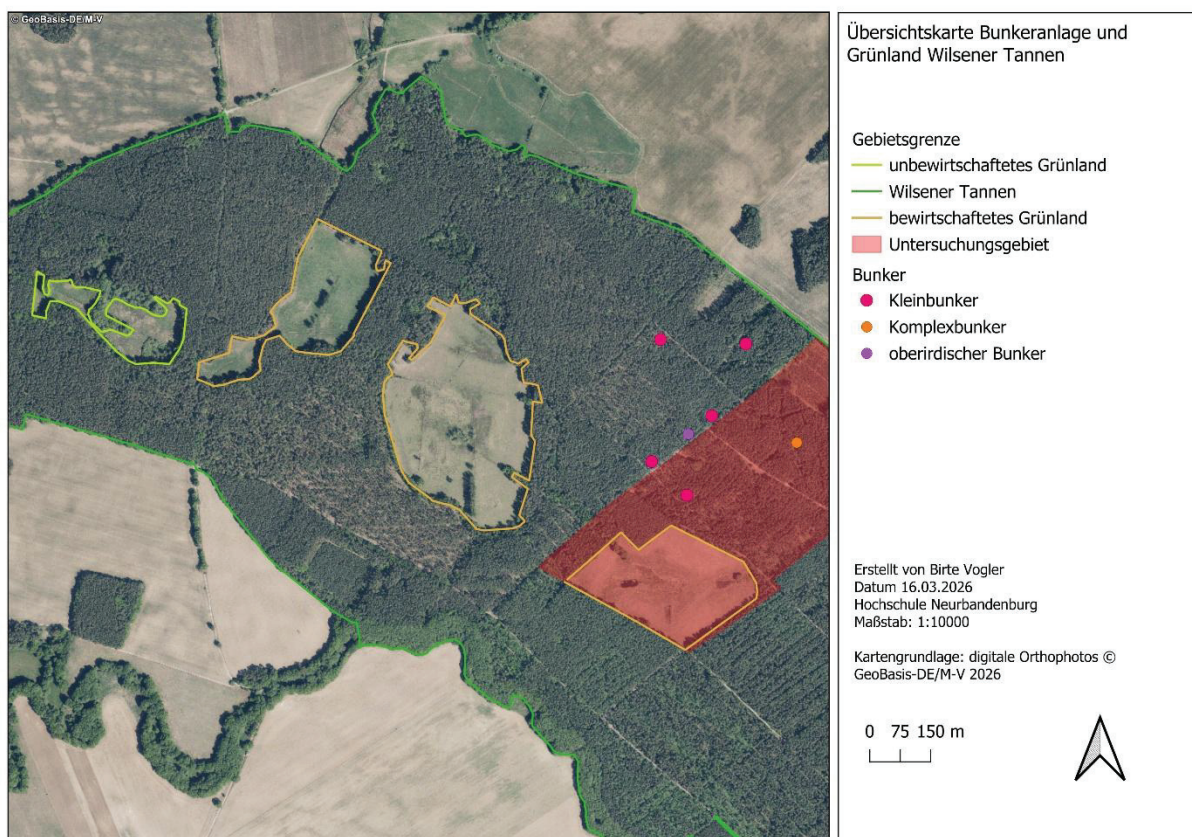 © GeoBasis-DE/M-V
Übersichtskarte Bunkeranlage und
Grünland Wilsener Tannen
Gebietsgrenze
unbewirtschaftetes Grünland
Wilsener Tannen
bewirtschaftetes Grünland
Untersuchungsgebiet
Bunker
Kleinbunker
Komplexbunker
oberirdischer Bunker
Erstellt von Birte Vogler
Datum 16.03.2026
Hochschule Neurbandenburg
Maßstab: 1:10000
Kartengrundlage: digitale Orthophotos ©
GeoBasis-DE/M-V 2026
0 75 150 m